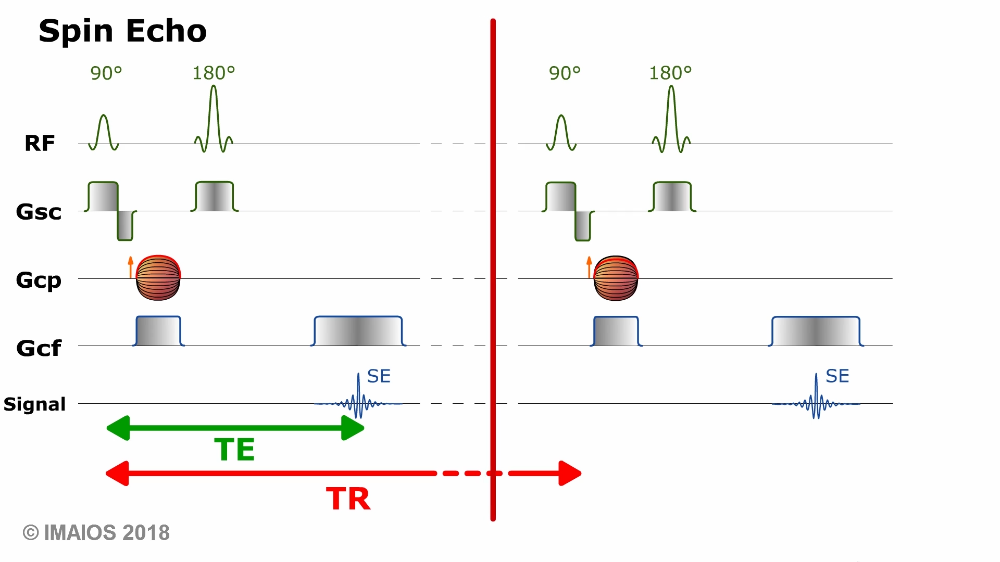 Spin Echo
90° 180° 90° 180°
RF
Gsc
Gcp
Gcf
SE SE
Signal
TE
TR
© IMAIOS 2018